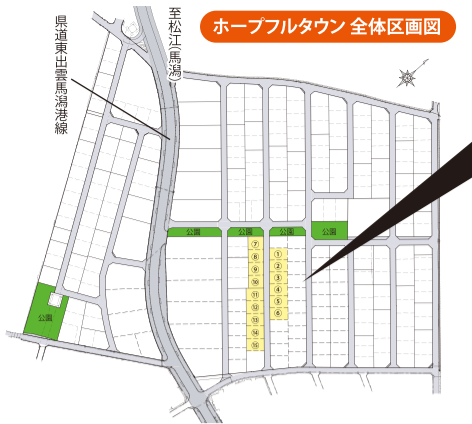 ホープフルタウン 全体区画図
至松江(馬潟)
県道東出雲馬潟港線
公園
公園
公園
公園
公園
⑦
⑧
⑨
⑩
⑪
⑫
⑬
⑭
⑮
①
②
③
④
⑤
⑥